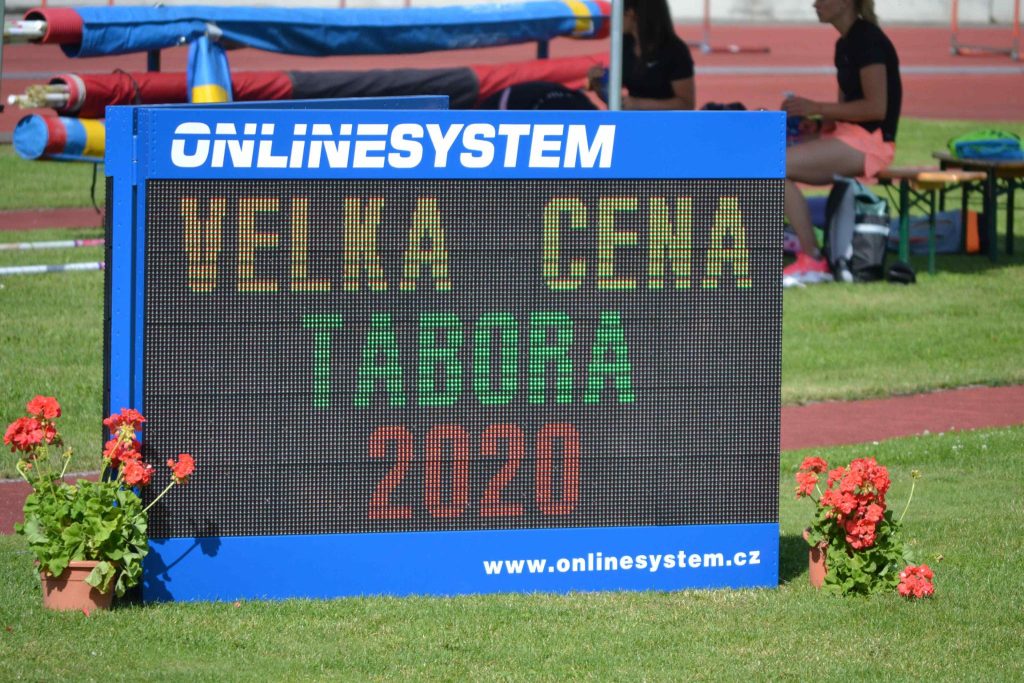 ONLINESYSTEM
VELKA CENA
TABORA
2020
www.onlinesystem.cz